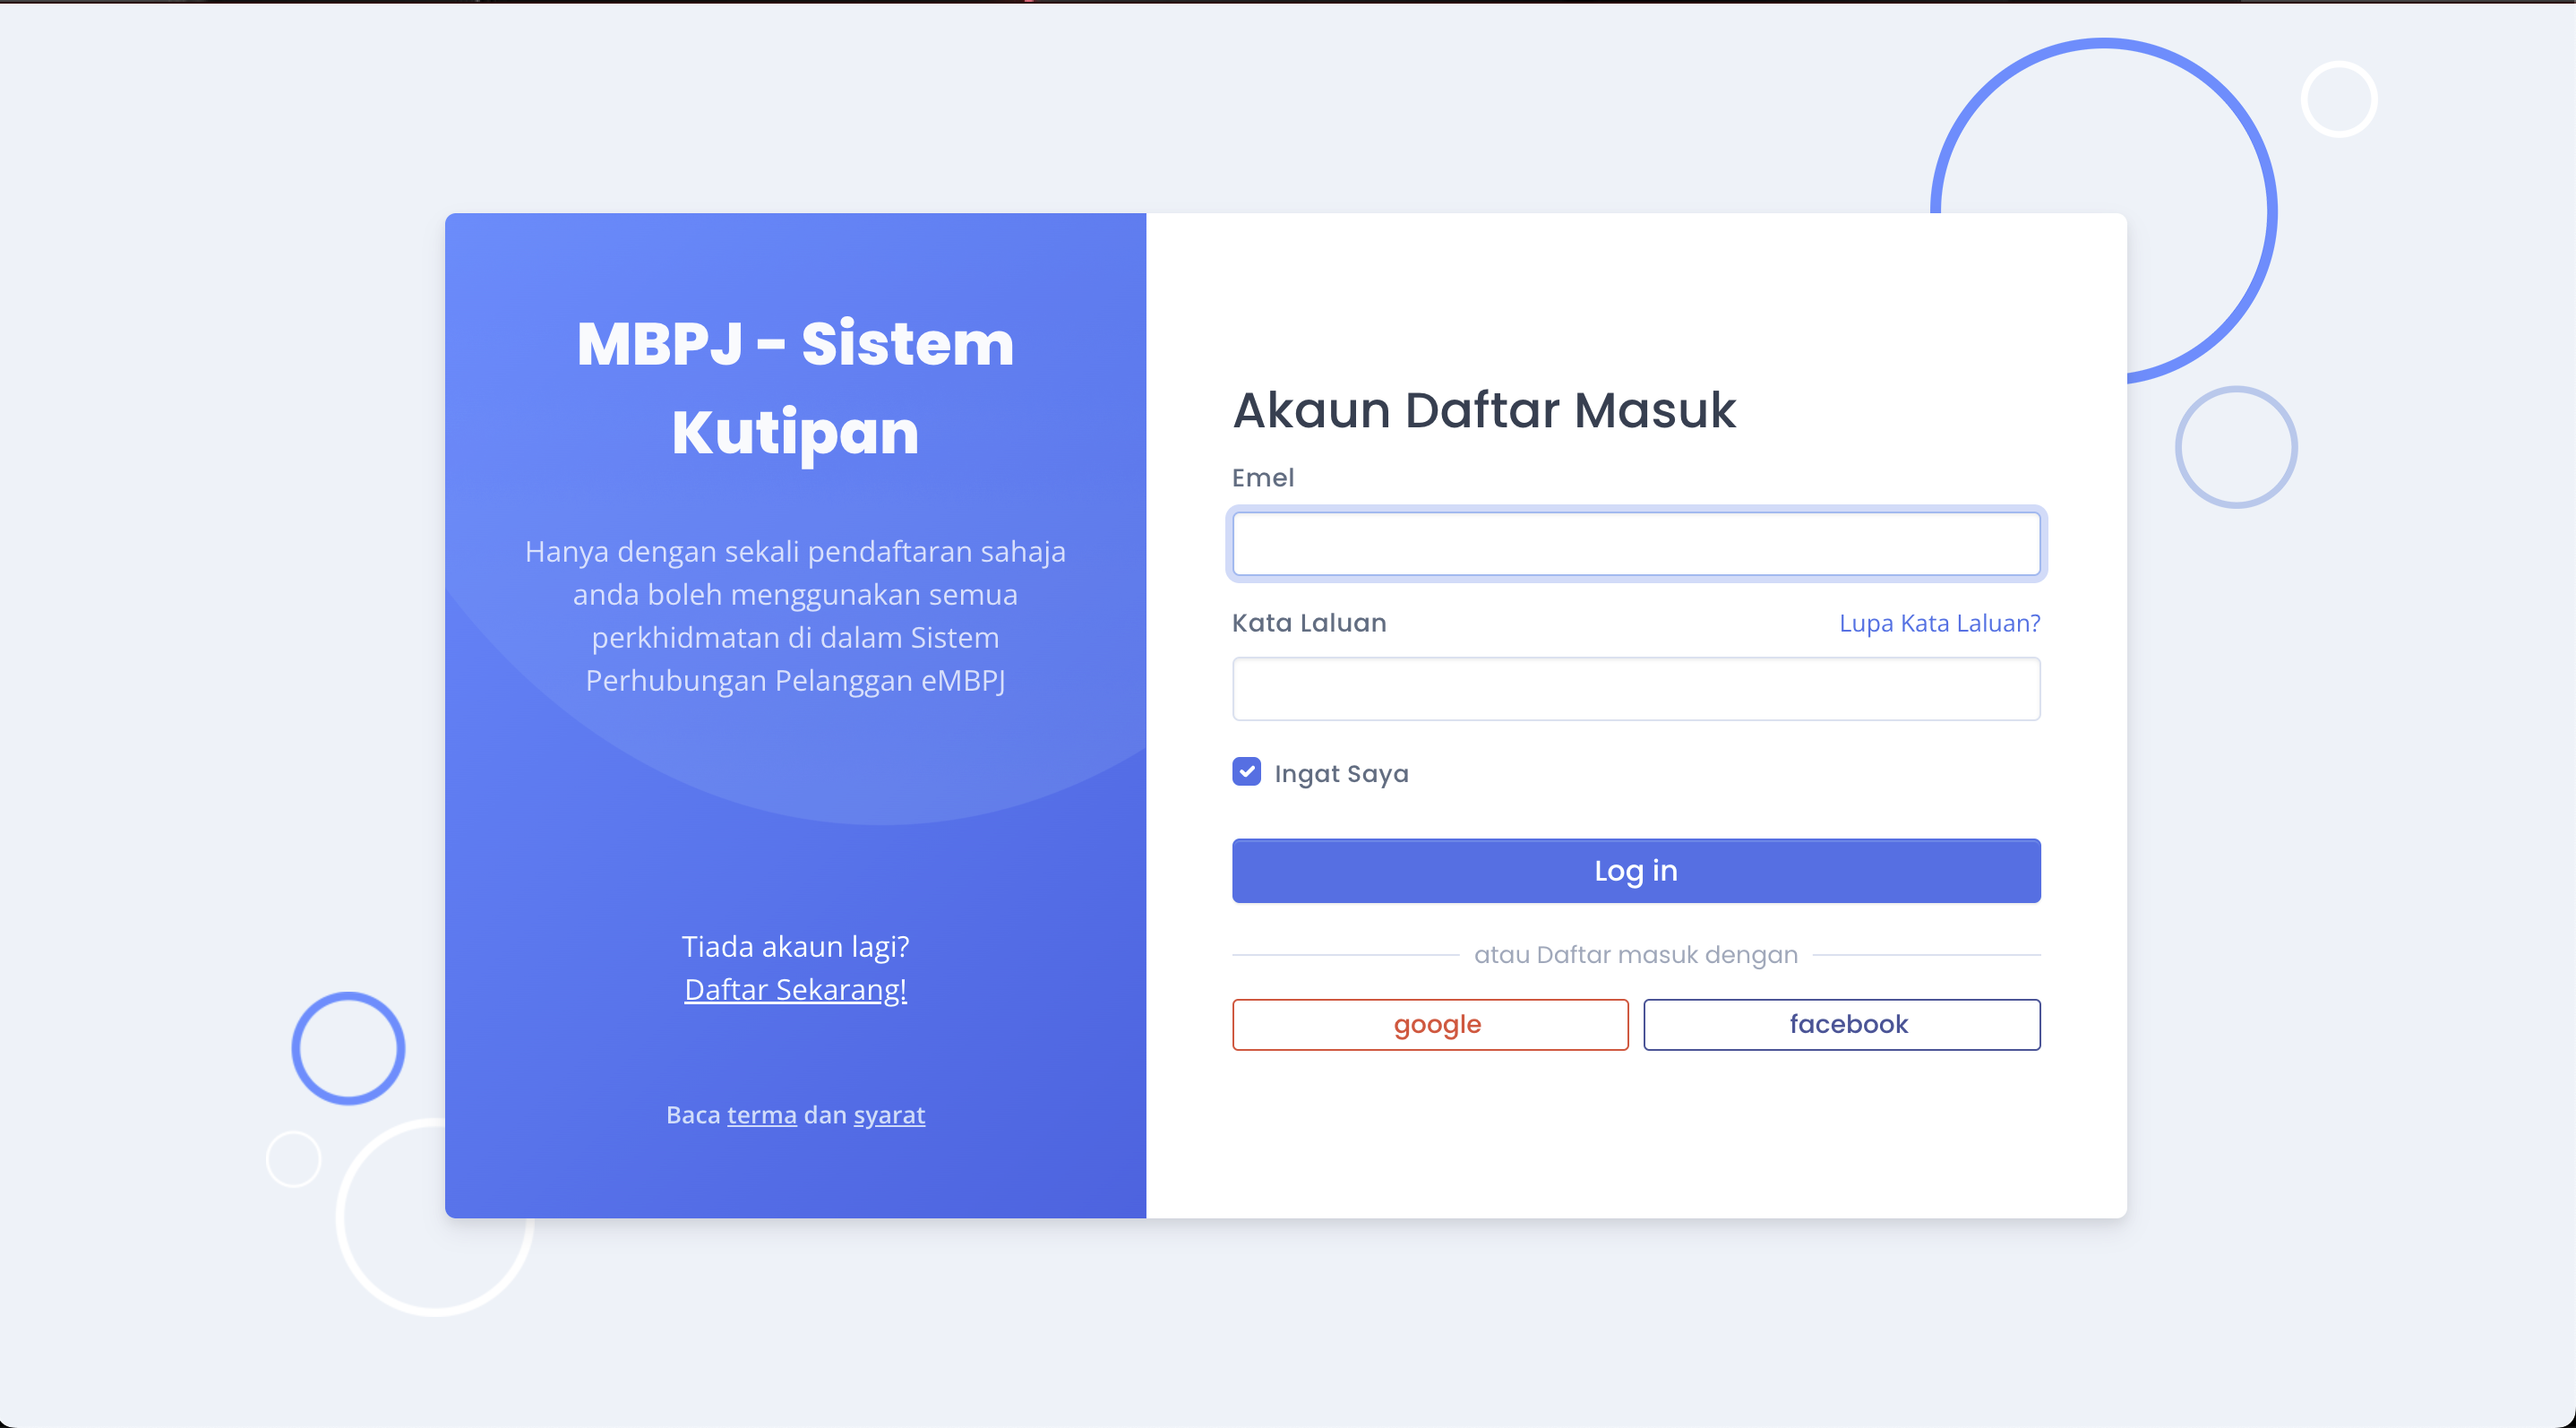 MBPJ - Sistem
Kutipan
Hanya dengan sekali pendaftaran sahaja
anda boleh menggunakan semua
perkhidmatan di dalam Sistem
Perhubungan Pelanggan eMBPJ
Tiada akaun lagi?
Daftar Sekarang!
Baca terma dan syarat
Akaun Daftar Masuk
Emel
Kata Laluan
Lupa Kata Laluan?
Ingat Saya
Log in
atau Daftar masuk dengan
google
facebook